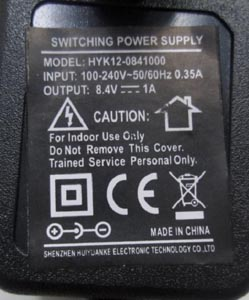 SWITCHING POWER SUPPLY
MODEL: HYK12-0841000
INPUT: 100-240V~50/60Hz 0.35A
OUTPUT: 8.4V⎓1A
CAUTION:
For Indoor Use Only
Do Not Remove This Cover.
Trained Service Personal Only.
CE
MADE IN CHINA
SHENZHEN HUIYUANKE ELECTRONIC TECHNOLOGY CO.,LTD